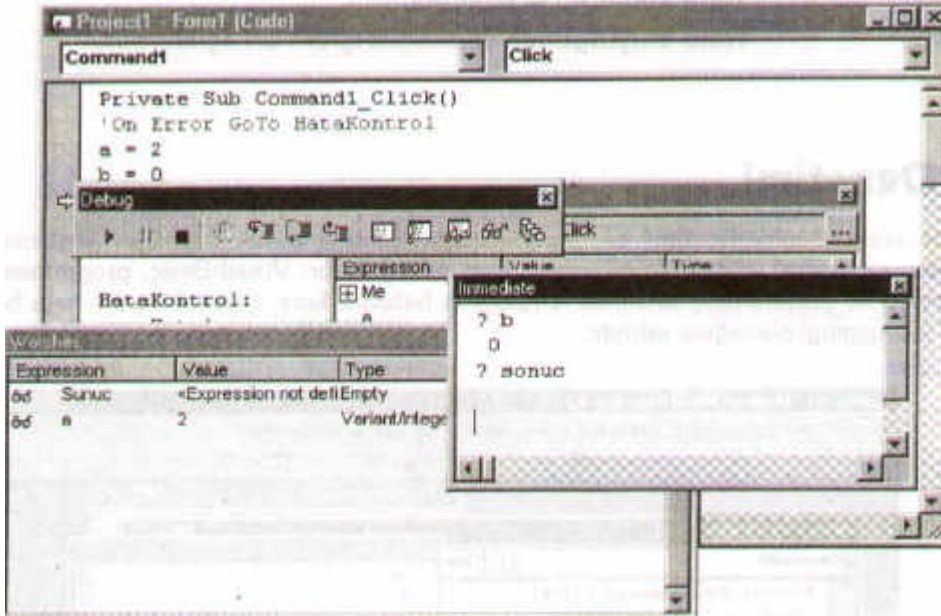 Project1 - Form1 (Code)
Command1
Click
Private Sub Command1_Click()
'On Error GoTo HataKontrol
a = 2
b = 0
Debug
Click
...
Expression Value Type
Me
a
HataKontrol:
Immediate
? b
0
? sonuc
Expression Value Type
Sunuc <Expression not defi Empty
a 2 Variant/Intege